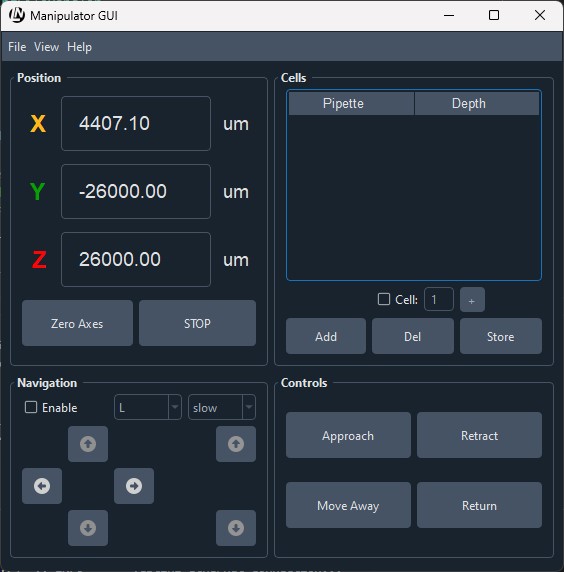 Manipulator GUI
File View Help
Position
X 4407.10 um
Y -26000.00 um
Z 26000.00 um
Zero Axes STOP
Cells
Pipette Depth
Cell: 1 +
Add Del Store
Navigation
Enable L slow
Controls
Approach Retract
Move Away Return